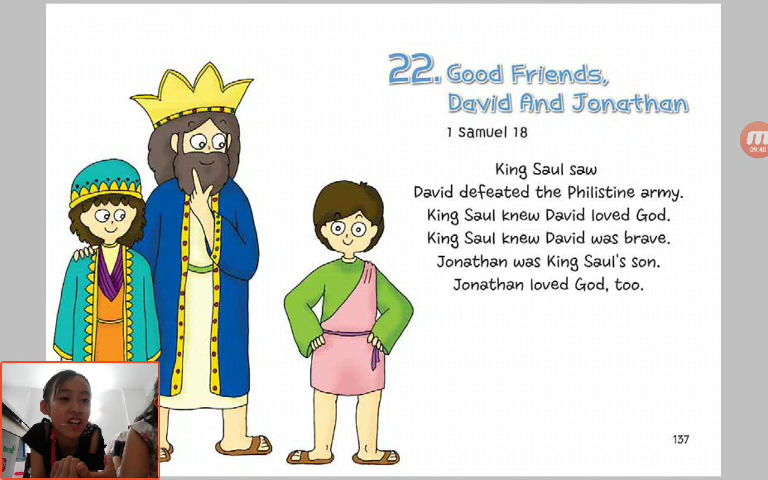 22. Good Friends,
David And Jonathan
1 Samuel 18
King Saul saw
David defeated the Philistine army.
King Saul knew David loved God.
King Saul knew David was brave.
Jonathan was King Saul's son.
Jonathan loved God, too.
137
m
09:40